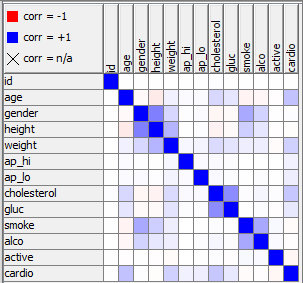 corr = -1
corr = +1
corr = n/a
id
age
gender
height
weight
ap_hi
ap_lo
cholesterol
gluc
smoke
alco
active
cardio
id
age
gender
height
weight
ap_hi
ap_lo
cholesterol
gluc
smoke
alco
active
cardio